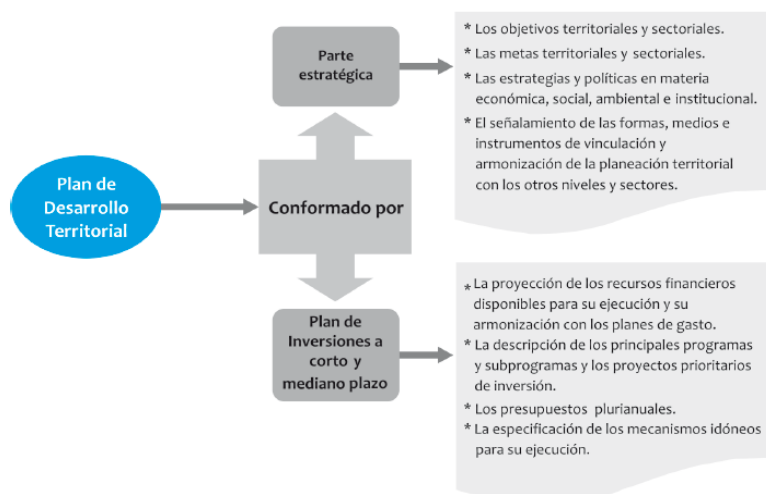 Plan de
Desarrollo
Territorial
Conformado por
Parte
estratégica
* Los objetivos territoriales y sectoriales.
* Las metas territoriales y sectoriales.
* Las estrategias y políticas en materia
económica, social, ambiental e institucional.
* El señalamiento de las formas, medios e
instrumentos de vinculación y
armonización de la planeación territorial
con los otros niveles y sectores.
Plan de
Inversiones a
corto y
mediano plazo
* La proyección de los recursos financieros
disponibles para su ejecución y su
armonización con los planes de gasto.
* La descripción de los principales programas
y subprogramas y los proyectos prioritarios
de inversión.
* Los presupuestos plurianuales.
* La especificación de los mecanismos idóneos
para su ejecución.